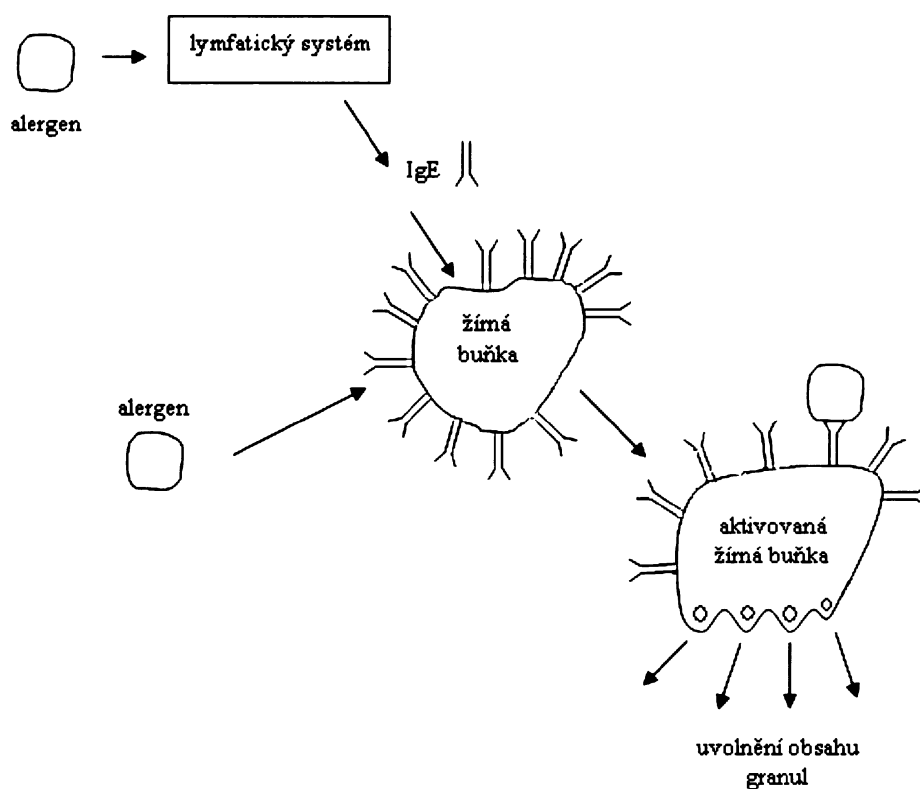 lymfatický systém
alergen
IgE
žírná
buňka
alergen
aktivovaná
žírná buňka
uvolnění obsahu
granul